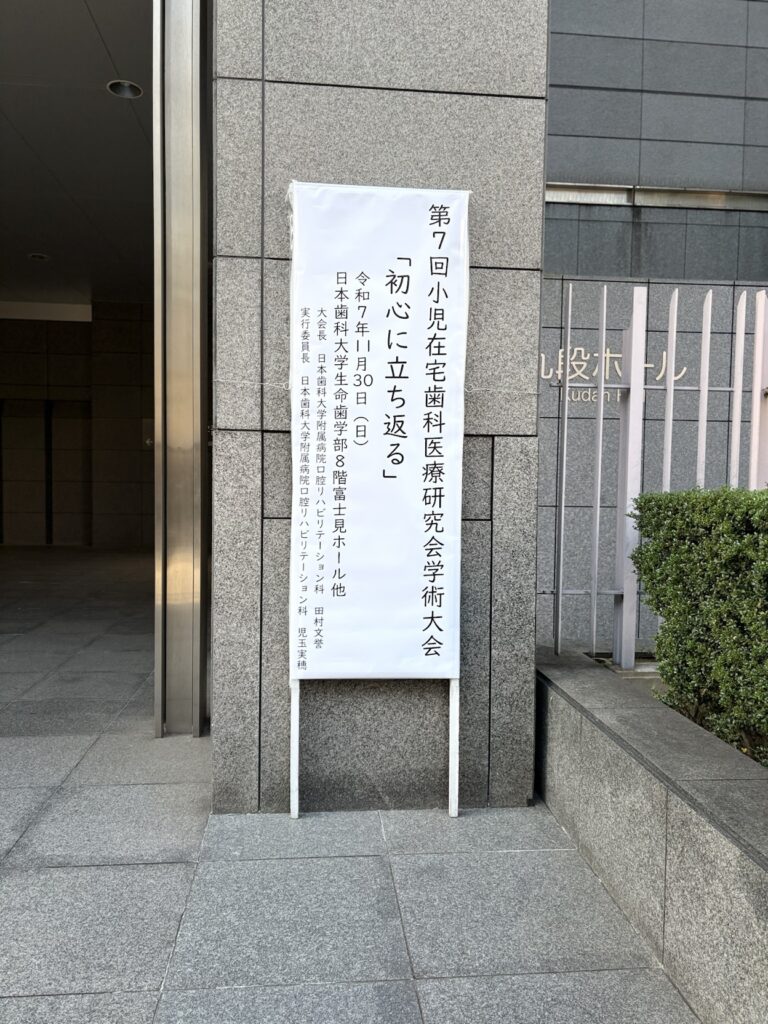 第7回小児在宅歯科医療研究会学術大会
「初心に立ち返る」
令和7年11月30日（日）
日本歯科大学生命歯学部8階富士見ホール他
大会長　日本歯科大学附属病院口腔リハビリテーション科　田村文誉
実行委員長　日本歯科大学附属病院口腔リハビリテーション科　児玉実穂
九段ホール
Kudan H